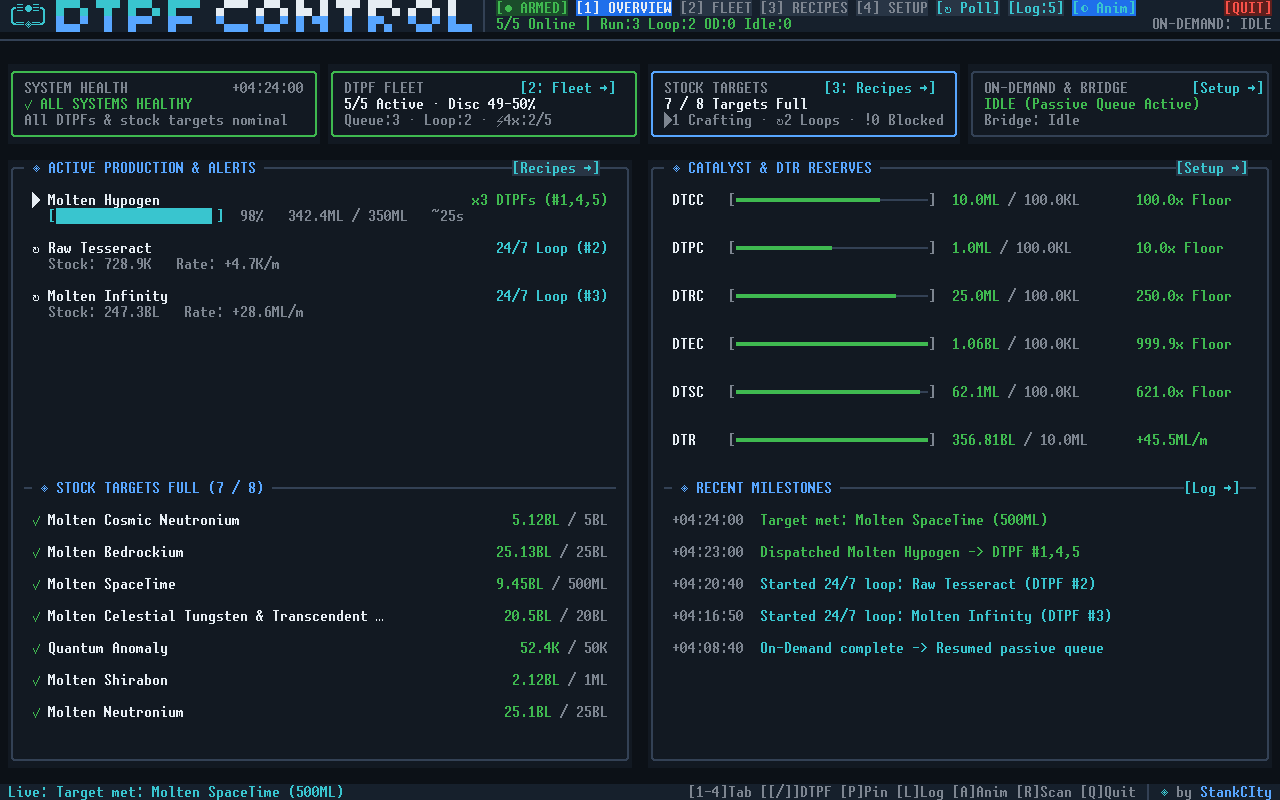 DTPF CONTROL
[● ARMED] [1] OVERVIEW [2] FLEET [3] RECIPES [4] SETUP [↻ Poll] [Log:5] [◐ Anim] [QUIT]
5/5 Online | Run:3 Loop:2 OD:0 Idle:0 ON-DEMAND: IDLE
SYSTEM HEALTH +04:24:00
✓ ALL SYSTEMS HEALTHY
All DTPFs & stock targets nominal
DTPF FLEET [2: Fleet →]
5/5 Active · Disc 49-50%
Queue:3 · Loop:2 · ⚡4x:2/5
STOCK TARGETS [3: Recipes →]
7 / 8 Targets Full
▶1 Crafting · ↻2 Loops · !0 Blocked
ON-DEMAND & BRIDGE [Setup →]
IDLE (Passive Queue Active)
Bridge: Idle
◈ ACTIVE PRODUCTION & ALERTS [Recipes →]
▶ Molten Hypogen x3 DTPFs (#1,4,5)
[ ] 98% 342.4ML / 350ML ~25s
↻ Raw Tesseract 24/7 Loop (#2)
Stock: 728.9K Rate: +4.7K/m
↻ Molten Infinity 24/7 Loop (#3)
Stock: 247.3BL Rate: +28.6ML/m
◈ STOCK TARGETS FULL (7 / 8)
✓ Molten Cosmic Neutronium 5.12BL / 5BL
✓ Molten Bedrockium 25.13BL / 25BL
✓ Molten SpaceTime 9.45BL / 500ML
✓ Molten Celestial Tungsten & Transcendent … 20.5BL / 20BL
✓ Quantum Anomaly 52.4K / 50K
✓ Molten Shirabon 2.12BL / 1ML
✓ Molten Neutronium 25.1BL / 25BL
◈ CATALYST & DTR RESERVES [Setup →]
DTCC [ ] 10.0ML / 100.0KL 100.0x Floor
DTPC [ ] 1.0ML / 100.0KL 10.0x Floor
DTRC [ ] 25.0ML / 100.0KL 250.0x Floor
DTEC [ ] 1.06BL / 100.0KL 999.9x Floor
DTSC [ ] 62.1ML / 100.0KL 621.0x Floor
DTR [ ] 356.81BL / 10.0ML +45.5ML/m
◈ RECENT MILESTONES [Log →]
+04:24:00 Target met: Molten SpaceTime (500ML)
+04:23:00 Dispatched Molten Hypogen -> DTPF #1,4,5
+04:20:40 Started 24/7 loop: Raw Tesseract (DTPF #2)
+04:16:50 Started 24/7 loop: Molten Infinity (DTPF #3)
+04:08:40 On-Demand complete -> Resumed passive queue
Live: Target met: Molten SpaceTime (500ML) [1-4]Tab [[/]]DTPF [P]Pin [L]Log [A]Anim [R]Scan [Q]Quit | ◈ by StankCIty